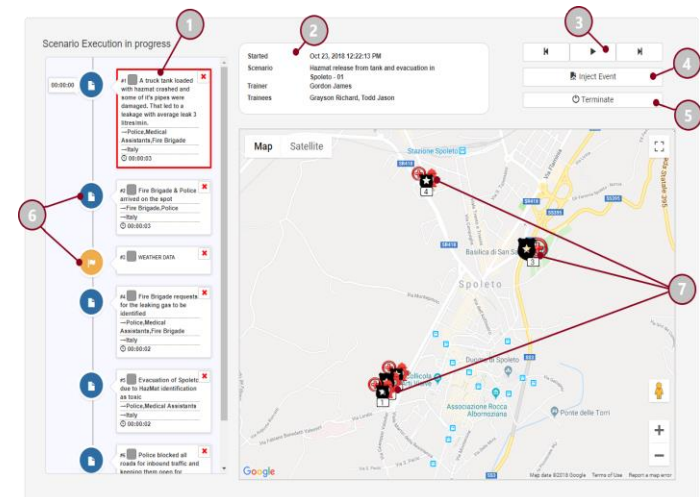 Scenario Execution in progress
1
2
3
4
5
6
7
00:00:00
#1 A truck tank loaded
with hazmat crashed and
some of it's pipes were
damaged. That led to a
leakage with average leak 3
litres/min.
→Police,Medical
Assistants,Fire Brigade
→Italy
00:00:03
#2 Fire Brigade & Police
arrived on the spot
→Fire Brigade,Police
→Italy
00:00:03
#3 WEATHER DATA
#4 Fire Brigade requests
for the leaking gas to be
identified
→Police,Medical
Assistants,Fire Brigade
→Italy
00:00:02
#5 Evacuation of Spoleto
due to HazMat identification
as toxic
→Police,Medical Assistants
→Italy
00:00:02
#6 Police blocked all
roads for inbound traffic and
keeping them open for
Started Oct 23, 2018 12:22:13 PM
Scenario Hazmat release from tank and evacuation in
Spoleto - 01
Trainer Gordon James
Trainees Grayson Richard, Todd Jason
Inject Event
Terminate
Map Satellite
Stazione Spoleto
SR418
4
SR418
Basilica di San
3
Spoleto
Collicola
1
Duomo di Spoleto
Associazione Rocca
Albornoziana
Ponte delle Torri
Via Flaminia
Google
Map data ©2018 Google Terms of Use Report a map error